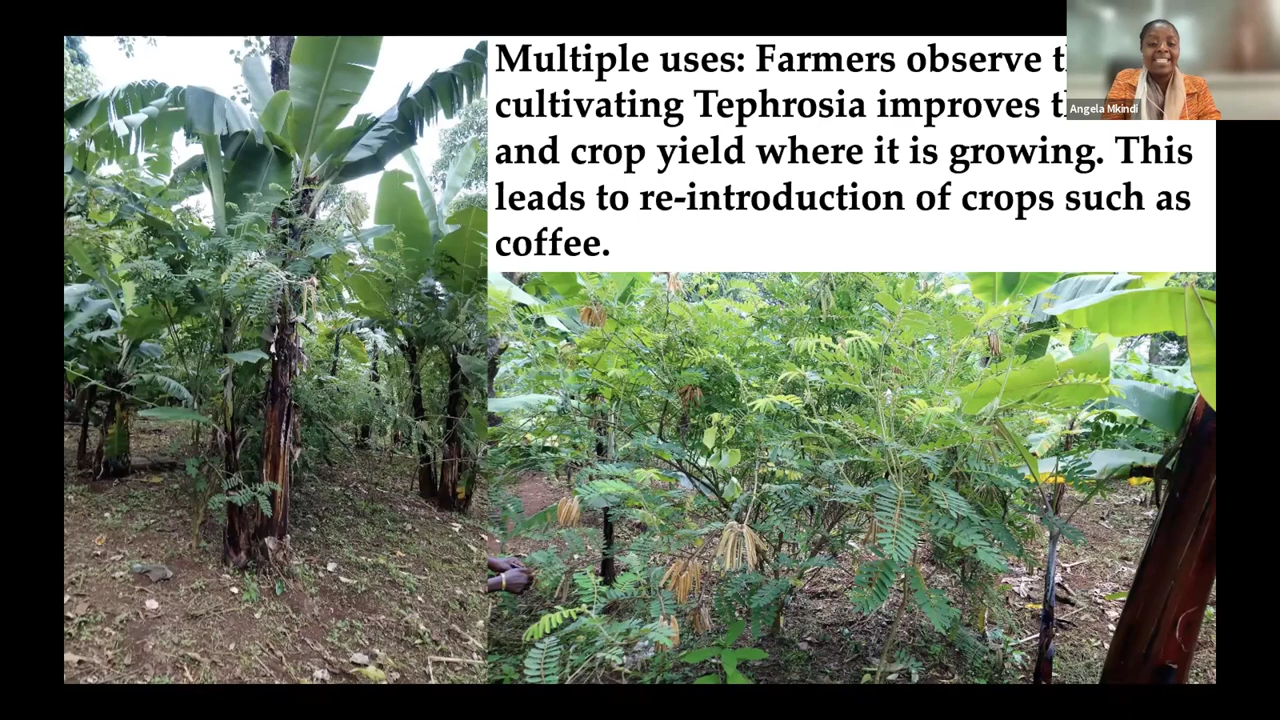 Multiple uses: Farmers observe
cultivating Tephrosia improves
and crop yield where it is growing. This
leads to re-introduction of crops such as
coffee.
Angela Mkindi